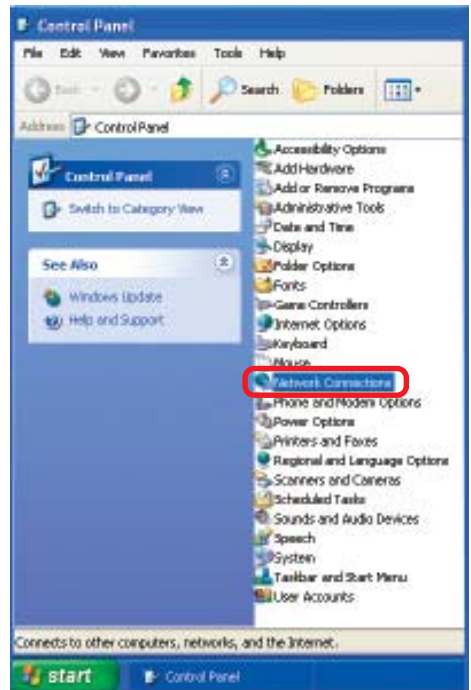 Control Panel
File Edit View Favorites Tools Help
Back Search Folders
Address Control Panel
Control Panel
Switch to Category View
See Also
Windows Update
Help and Support
Accessibility Options
Add Hardware
Add or Remove Programs
Administrative Tools
Date and Time
Display
Folder Options
Fonts
Game Controllers
Internet Options
Keyboard
Mouse
Network Connections
Phone and Modem Options
Power Options
Printers and Faxes
Regional and Language Options
Scanners and Cameras
Scheduled Tasks
Sounds and Audio Devices
Speech
System
Taskbar and Start Menu
User Accounts
Connects to other computers, networks, and the Internet.
start Control Panel